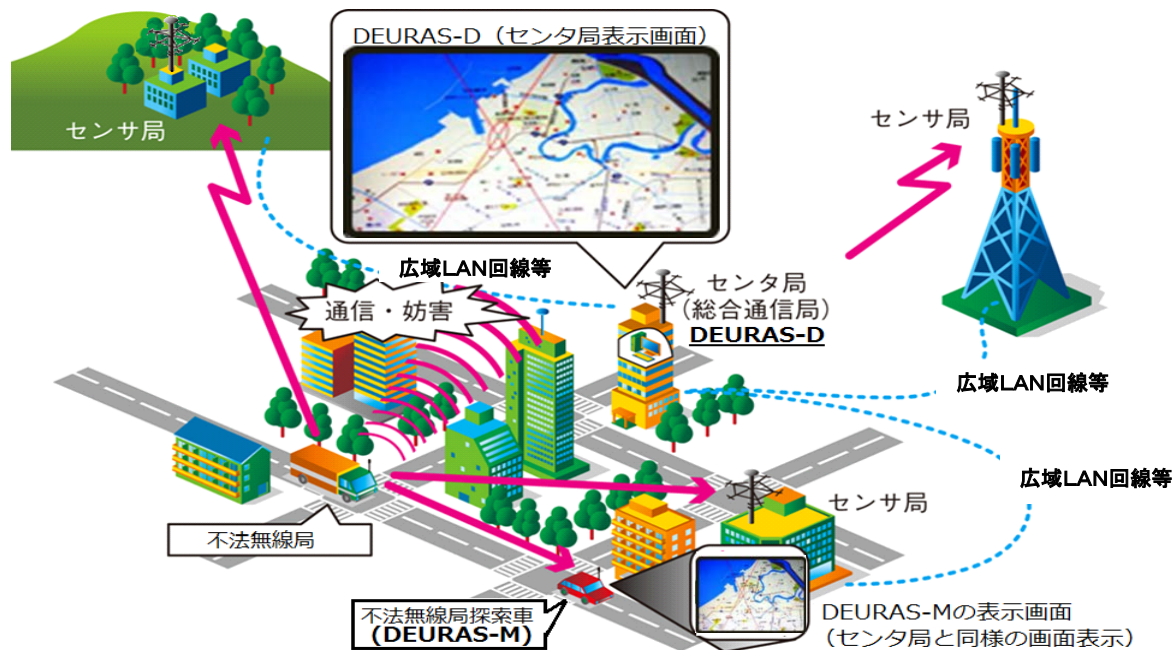 DEURAS-D（センタ局表示画面）
センサ局
センサ局
広域LAN回線等
通信・妨害
センタ局
（総合通信局）
DEURAS-D
広域LAN回線等
広域LAN回線等
センサ局
不法無線局
不法無線局探索車
(DEURAS-M)
DEURAS-Mの表示画面
（センタ局と同様の画面表示）